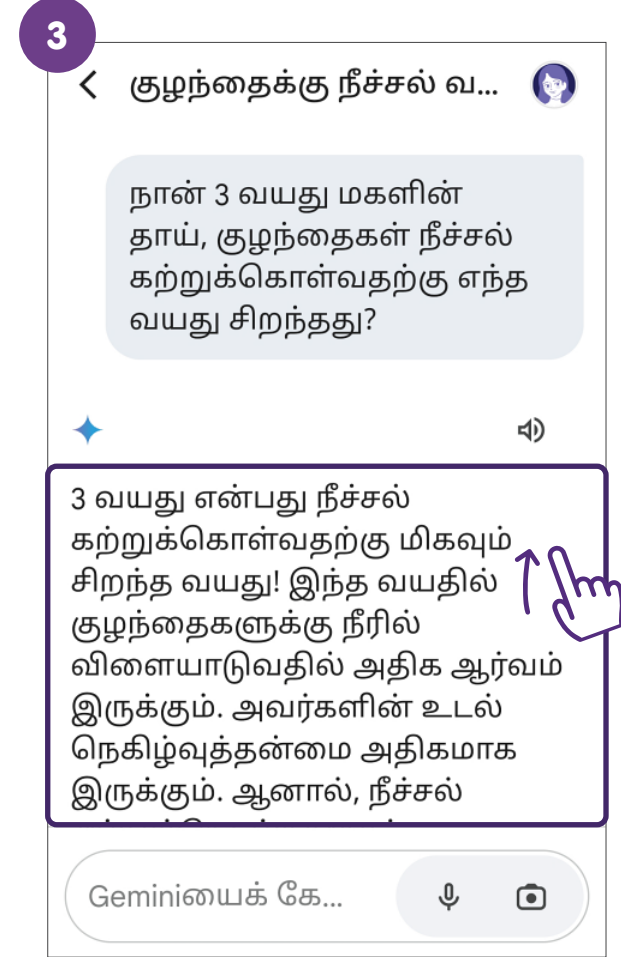 3
குழந்தைக்கு நீச்சல் வ...
நான் 3 வயது மகளின்
தாய், குழந்தைகள் நீச்சல்
கற்றுக்கொள்வதற்கு எந்த
வயது சிறந்தது?
3 வயது என்பது நீச்சல்
கற்றுக்கொள்வதற்கு மிகவும்
சிறந்த வயது! இந்த வயதில்
குழந்தைகளுக்கு நீரில்
விளையாடுவதில் அதிக ஆர்வம்
இருக்கும். அவர்களின் உடல்
நெகிழ்வுத்தன்மை அதிகமாக
இருக்கும். ஆனால், நீச்சல்
Geminiயைக் கே...